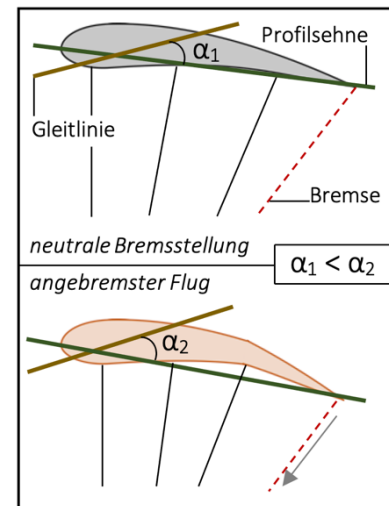 Profilsehne
α₁
Gleitlinie
Bremse
neutrale Bremsstellung
α₁ < α₂
angebremster Flug
α₂